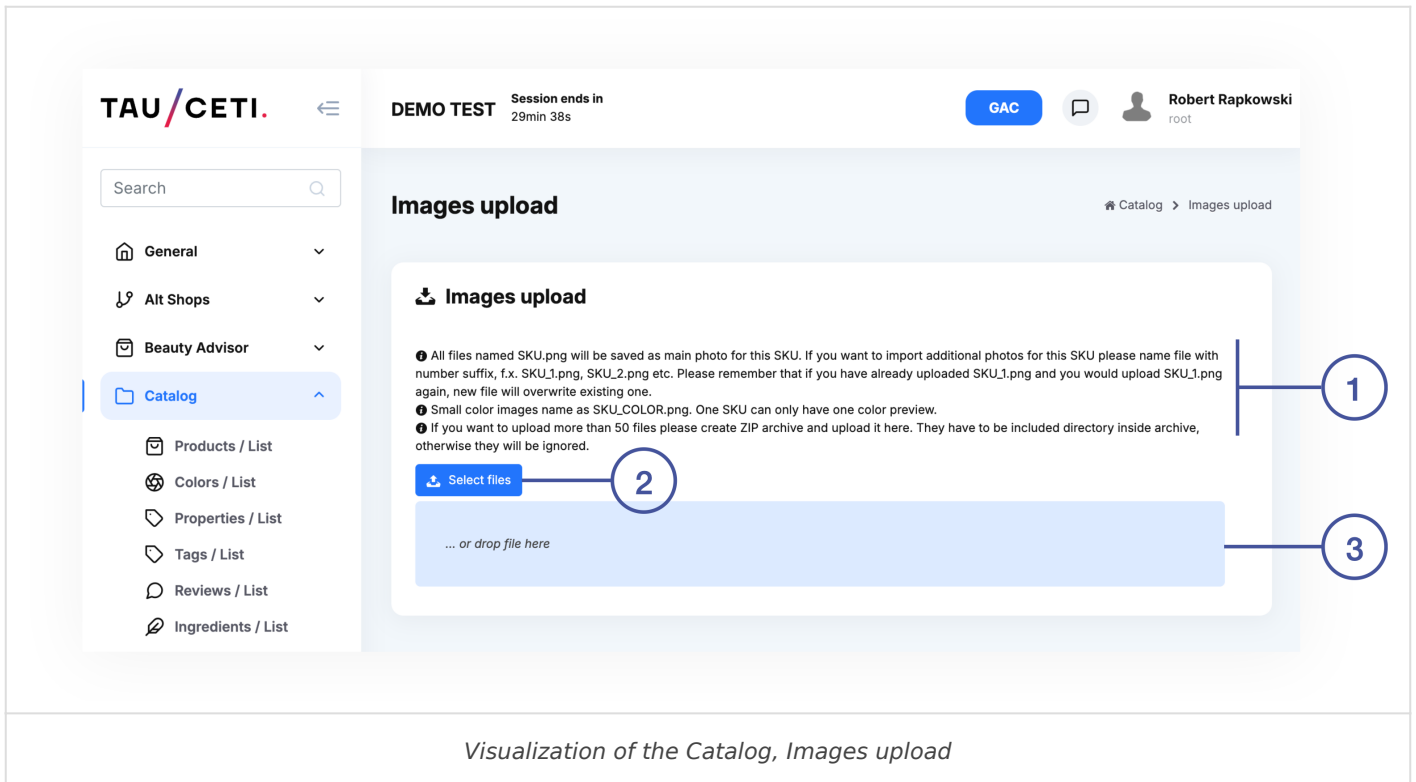 TAU/CETI.
DEMO TEST
Session ends in
29min 38s
GAC
Robert Rapkowski
root
Search
General
Alt Shops
Beauty Advisor
Catalog
Products / List
Colors / List
Properties / List
Tags / List
Reviews / List
Ingredients / List
Images upload
Catalog > Images upload
Images upload
All files named SKU.png will be saved as main photo for this SKU. If you want to import additional photos for this SKU please name file with
number suffix, f.x. SKU_1.png, SKU_2.png etc. Please remember that if you have already uploaded SKU_1.png and you would upload SKU_1.png
again, new file will overwrite existing one.
Small color images name as SKU_COLOR.png. One SKU can only have one color preview.
If you want to upload more than 50 files please create ZIP archive and upload it here. They have to be included directory inside archive,
otherwise they will be ignored.
1
Select files
2
... or drop file here
3
Visualization of the Catalog, Images upload